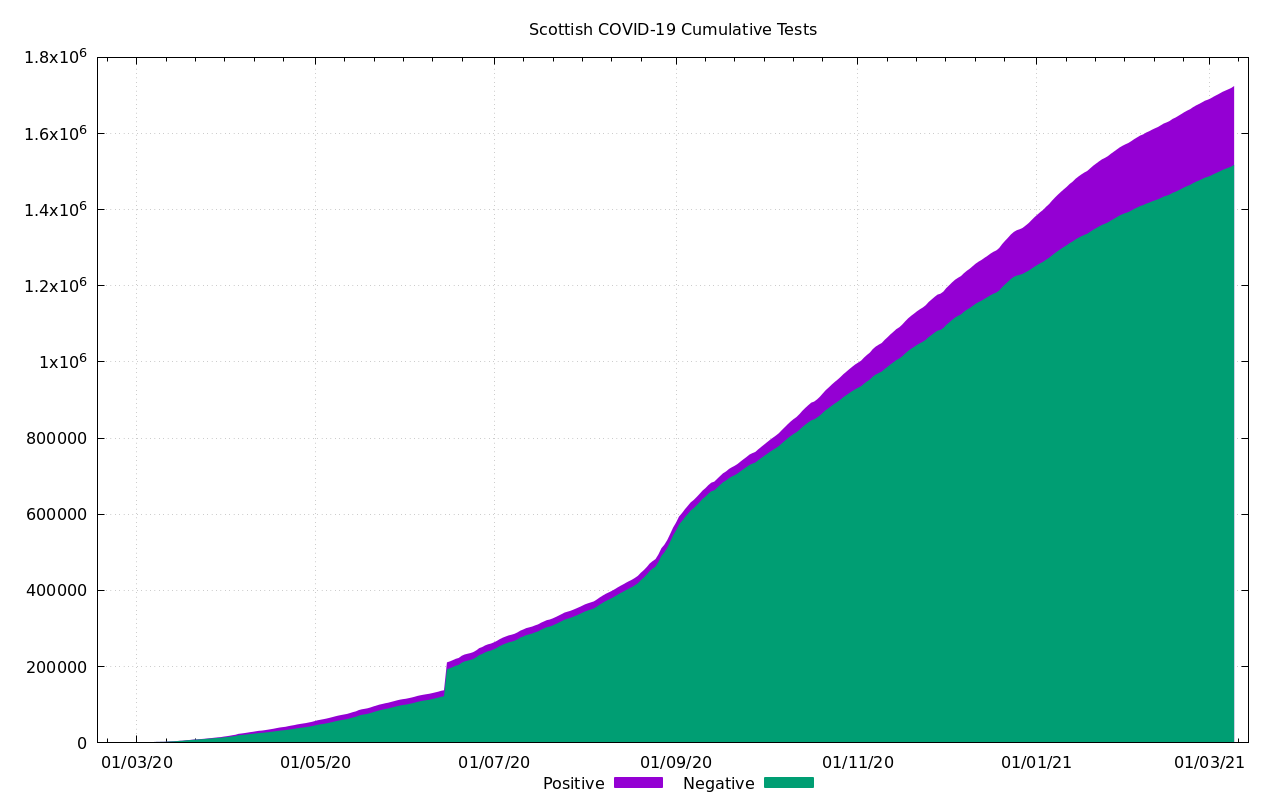 Scottish COVID-19 Cumulative Tests
1.8x10⁶
1.6x10⁶
1.4x10⁶
1.2x10⁶
1x10⁶
800000
600000
400000
200000
0
01/03/20 01/05/20 01/07/20 01/09/20 01/11/20 01/01/21 01/03/21
Positive Negative